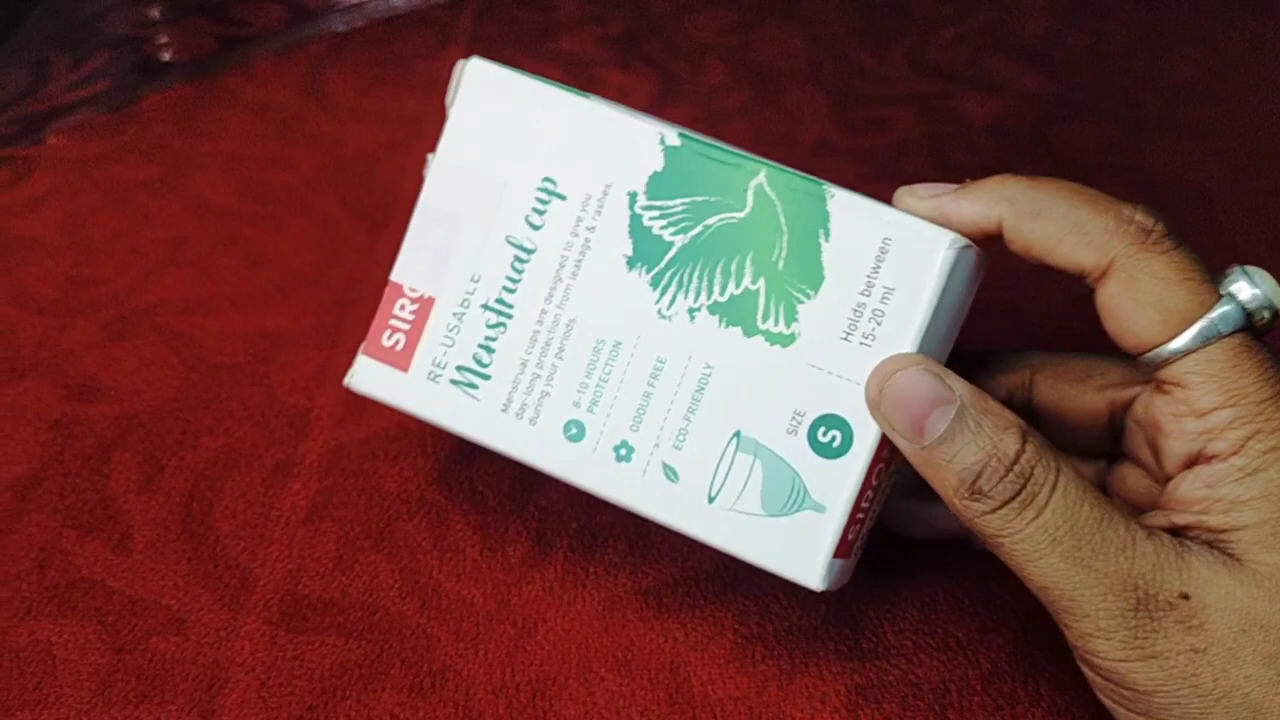 SIRO
RE-USABLE
Menstrual cup
Menstrual cups are designed to give you
day-long protection from leakage & rashes,
during your periods.
8-10 HOURS
PROTECTION
ODOUR FREE
ECO-FRIENDLY
SIZE
S
Holds between
15-20 ml
SIRO